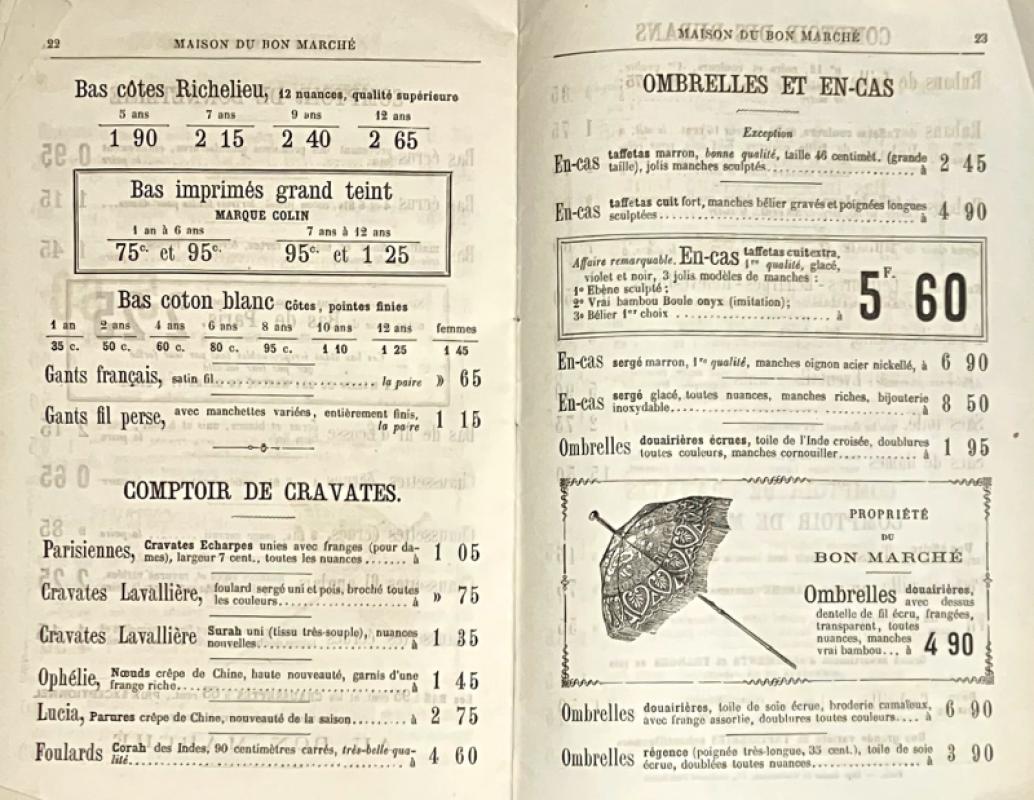 22
MAISON DU BON MARCHÉ
Bas côtes Richelieu, 12 nuances, qualité supérieure
5 ans 7 ans 9 ans 12 ans
1 90 2 15 2 40 2 65
Bas imprimés grand teint
MARQUE COLIN
1 an à 6 ans 7 ans à 12 ans
75c. et 95c. 95c. et 1 25
Bas coton blanc Côtes, pointes finies
1 an 2 ans 4 ans 6 ans 8 ans 10 ans 12 ans femmes
35 c. 50 c. 60 c. 80 c. 95 c. 1 10 1 25 1 45
Gants français, satin fil........................ la paire » 65
Gants fil perse, avec manchettes variées, entièrement finis,
la paire 1 15
COMPTOIR DE CRAVATES.
Parisiennes, Cravates Echarpes unies avec franges (pour da-
mes), largeur 7 cent., toutes les nuances....... à 1 05
Cravates Lavallière, foulard sergé uni et pois, broché toutes
les couleurs........................ à » 75
Cravates Lavallière Surah uni (tissu très-souple), nuances
nouvelles........................ à 1 35
Ophélie, Nœuds crêpe de Chine, haute nouveauté, garnis d'une
frange riche........................ à 1 45
Lucia, Parures crêpe de Chine, nouveauté de la saison......... à 2 75
Foulards Corah des Indes, 90 centimètres carrés, très-belle qua-
lité........................ à 4 60
MAISON DU BON MARCHÉ
23
OMBRELLES ET EN-CAS
Exception
En-cas taffetas marron, bonne qualité, taille 46 centimèt. (grande
taille), jolis manches sculptés........................ à 2 45
En-cas taffetas cuit fort, manches bélier gravés et poignées longues
sculptées........................ à 4 90
Affaire remarquable. En-cas taffetas cuit extra,
1re qualité, glacé,
violet et noir, 3 jolis modèles de manches :
1o Ebène sculpté ;
2o Vrai bambou Boule onyx (imitation);
3o Bélier 1er choix ........................ à
5F. 60
En-cas sergé marron, 1re qualité, manches oignon acier nickellé, à 6 90
En-cas sergé glacé, toutes nuances, manches riches, bijouterie
inoxydable........................ à 8 50
Ombrelles douairières écrues, toile de l'Inde croisée, doublures
toutes couleurs, manches cornouiller............ à 1 95
PROPRIÉTÉ
DU
BON MARCHÉ
Ombrelles douairières,
avec dessus
dentelle de fil écru, frangées,
transparent, toutes
nuances, manches
vrai bambou... à 4 90
Ombrelles douairières, toile de soie écrue, broderie camaïeux,
avec frange assortie, doublures toutes couleurs.... à 6 90
Ombrelles régence (poignée très-longue, 35 cent.), toile de soie
écrue, doublées toutes nuances.................. à 3 90